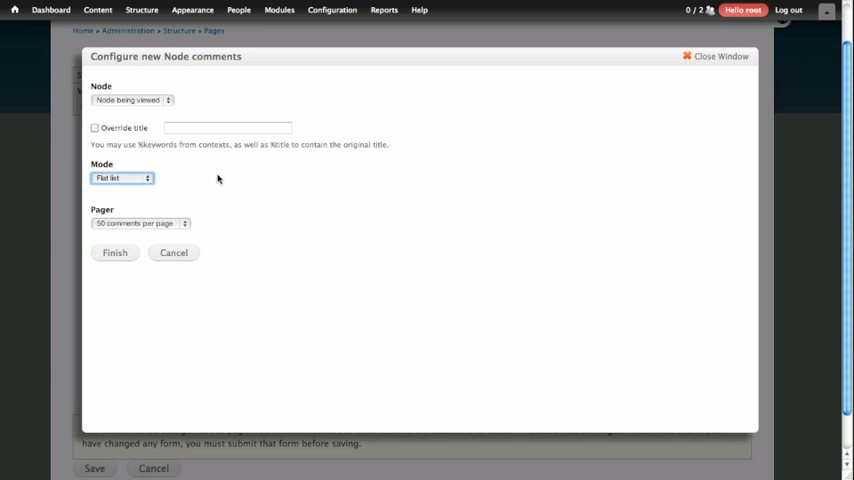 Dashboard Content Structure Appearance People Modules Configuration Reports Help 0 / 2 Hello root Log out
Home » Administration » Structure » Pages
Configure new Node comments Close Window
Node
Node being viewed
Override title
You may use %keywords from contexts, as well as %title to contain the original title.
Mode
Flat list
Pager
50 comments per page
Finish Cancel
have changed any form, you must submit that form before saving.
Save Cancel